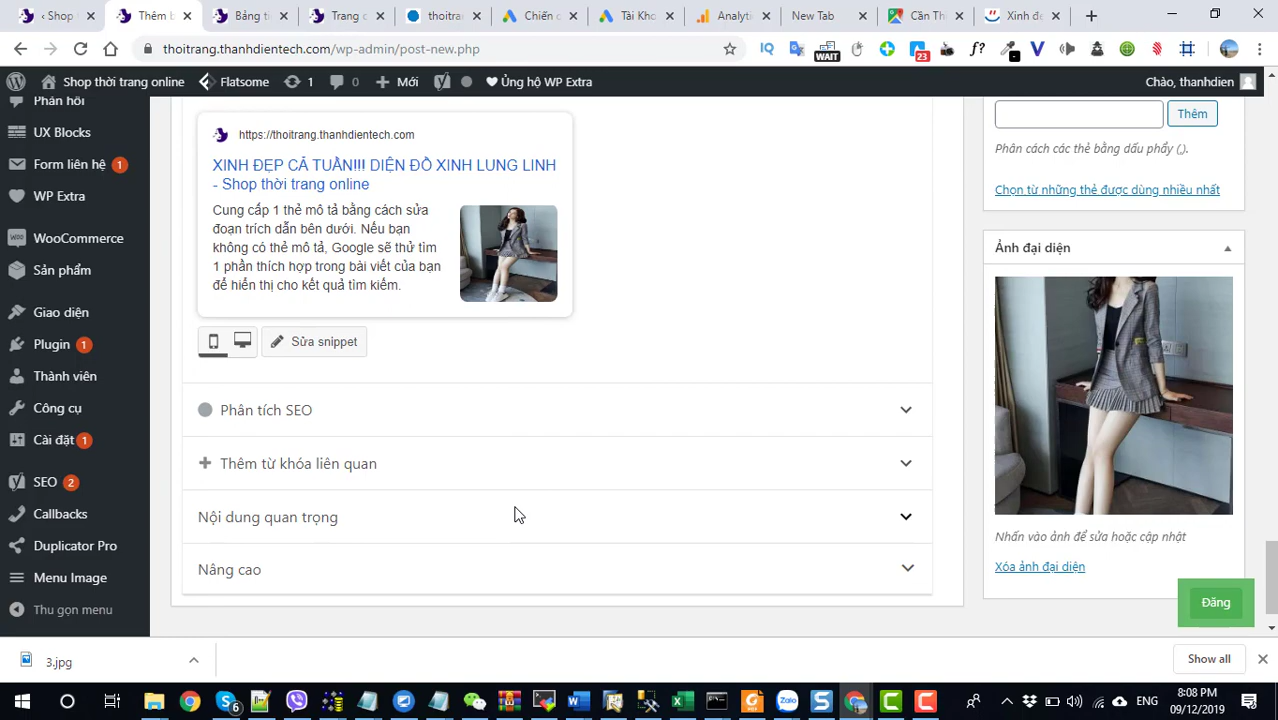 ‹ Shop
Thêm b
Bảng tí
Trang c
thoitra
Chiến d
Tài Kho
Analyti
New Tab
Cần Th
Xinh đẹ
thoitrang.thanhdientech.com/wp-admin/post-new.php
WAIT
23
f?
Shop thời trang online
Flatsome
1
0
Mới
Ủng hộ WP Extra
Chào, thanhdien
Phản hồi
UX Blocks
Form liên hệ 1
WP Extra
WooCommerce
Sản phẩm
Giao diện
Plugin 1
Thành viên
Công cụ
Cài đặt 1
SEO 2
Callbacks
Duplicator Pro
Menu Image
Thu gọn menu
https://thoitrang.thanhdientech.com
XINH ĐẸP CẢ TUẦN!!! DIỆN ĐỒ XINH LUNG LINH
- Shop thời trang online
Cung cấp 1 thẻ mô tả bằng cách sửa
đoạn trích dẫn bên dưới. Nếu bạn
không có thẻ mô tả, Google sẽ thử tìm
1 phần thích hợp trong bài viết của bạn
để hiển thị cho kết quả tìm kiếm.
Sửa snippet
Phân tích SEO
Thêm từ khóa liên quan
Nội dung quan trọng
Nâng cao
Thêm
Phân cách các thẻ bằng dấu phẩy (,).
Chọn từ những thẻ được dùng nhiều nhất
Ảnh đại diện
Nhấn vào ảnh để sửa hoặc cập nhật
Xóa ảnh đại diện
Đăng
3.jpg
Show all
6
Zalo
ENG
8:08 PM
09/12/2019